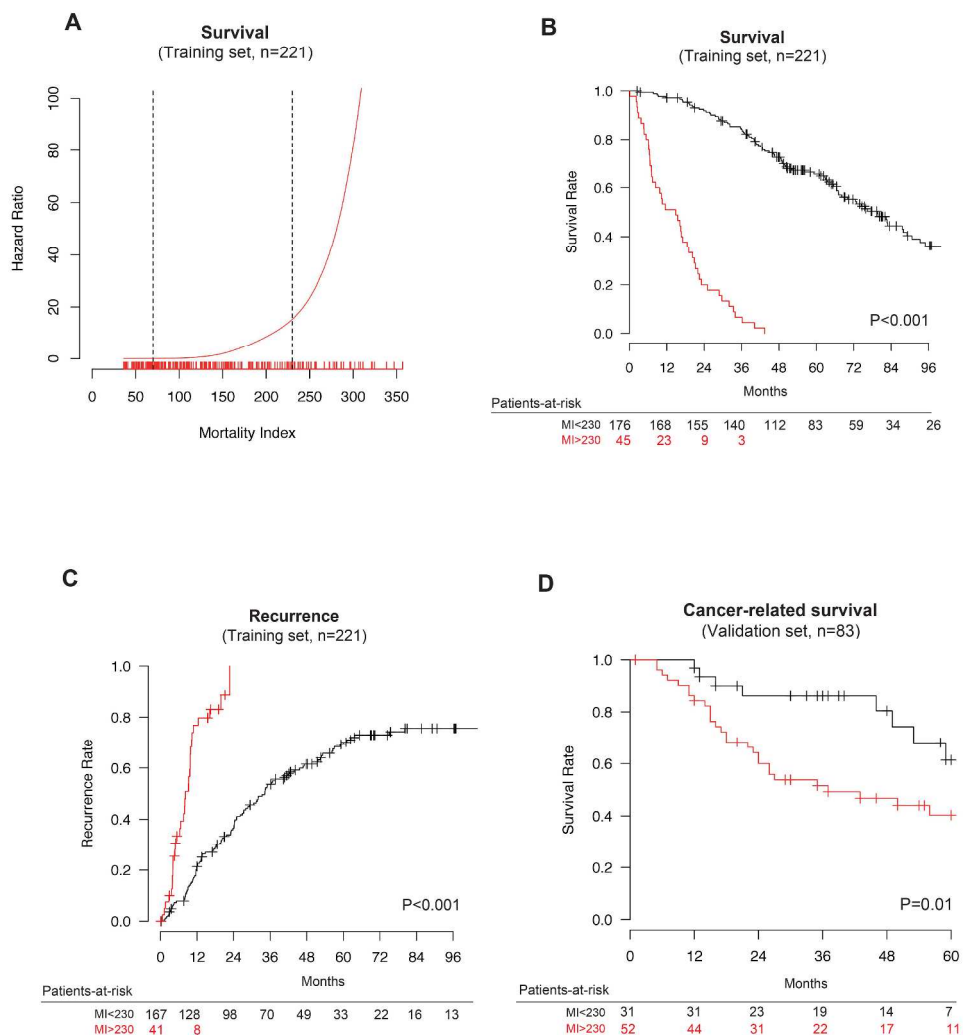 A
Survival
(Training set, n=221)
Hazard Ratio
100
80
60
40
20
0
0 50 100 150 200 250 300 350
Mortality Index
B
Survival
(Training set, n=221)
Survival Rate
1.0
0.8
0.6
0.4
0.2
0.0
P<0.001
0 12 24 36 48 60 72 84 96
Months
Patients-at-risk
MI<230 176 168 155 140 112 83 59 34 26
MI>230 45 23 9 3
C
Recurrence
(Training set, n=221)
Recurrence Rate
1.0
0.8
0.6
0.4
0.2
0.0
P<0.001
0 12 24 36 48 60 72 84 96
Months
Patients-at-risk
MI<230 167 128 98 70 49 33 22 16 13
MI>230 41 8
D
Cancer-related survival
(Validation set, n=83)
Survival Rate
1.0
0.8
0.6
0.4
0.2
0.0
P=0.01
0 12 24 36 48 60
Months
Patients-at-risk
MI<230 31 31 23 19 14 7
MI>230 52 44 31 22 17 11